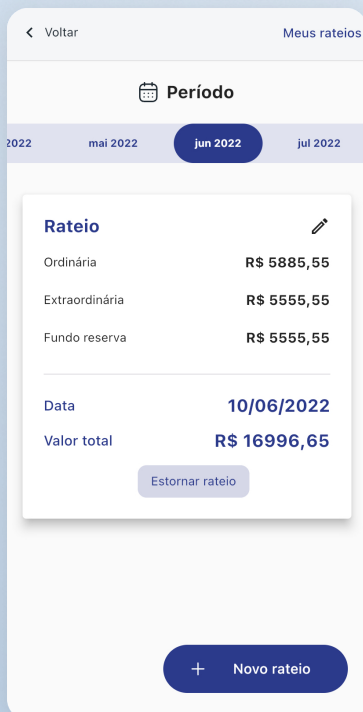 Voltar Meus rateios
Período
2022 mai 2022 jun 2022 jul 2022
Rateio
Ordinária R$ 5885,55
Extraordinária R$ 5555,55
Fundo reserva R$ 5555,55
Data 10/06/2022
Valor total R$ 16996,65
Estornar rateio
+ Novo rateio